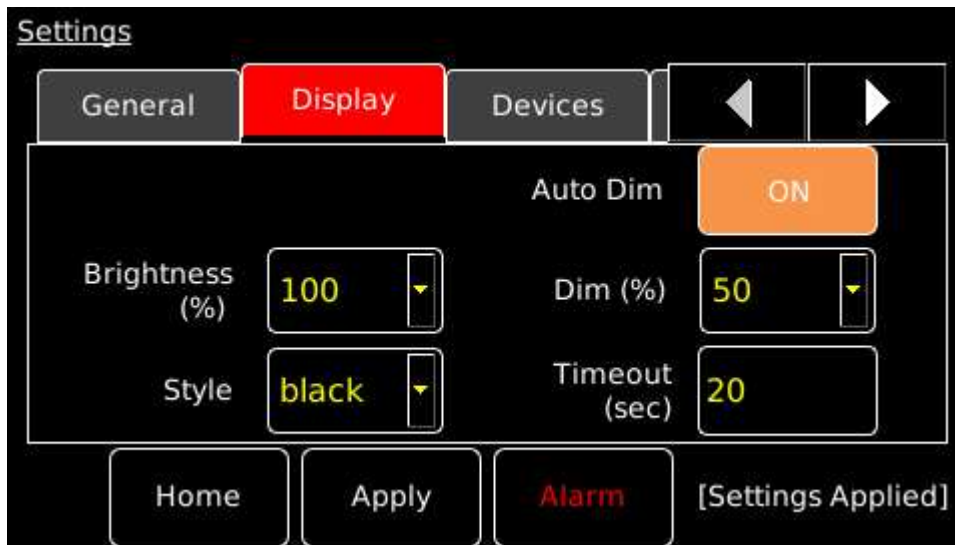 Settings
General Display Devices
Auto Dim ON
Brightness (%) 100 Dim (%) 50
Style black Timeout (sec) 20
Home Apply Alarm [Settings Applied]